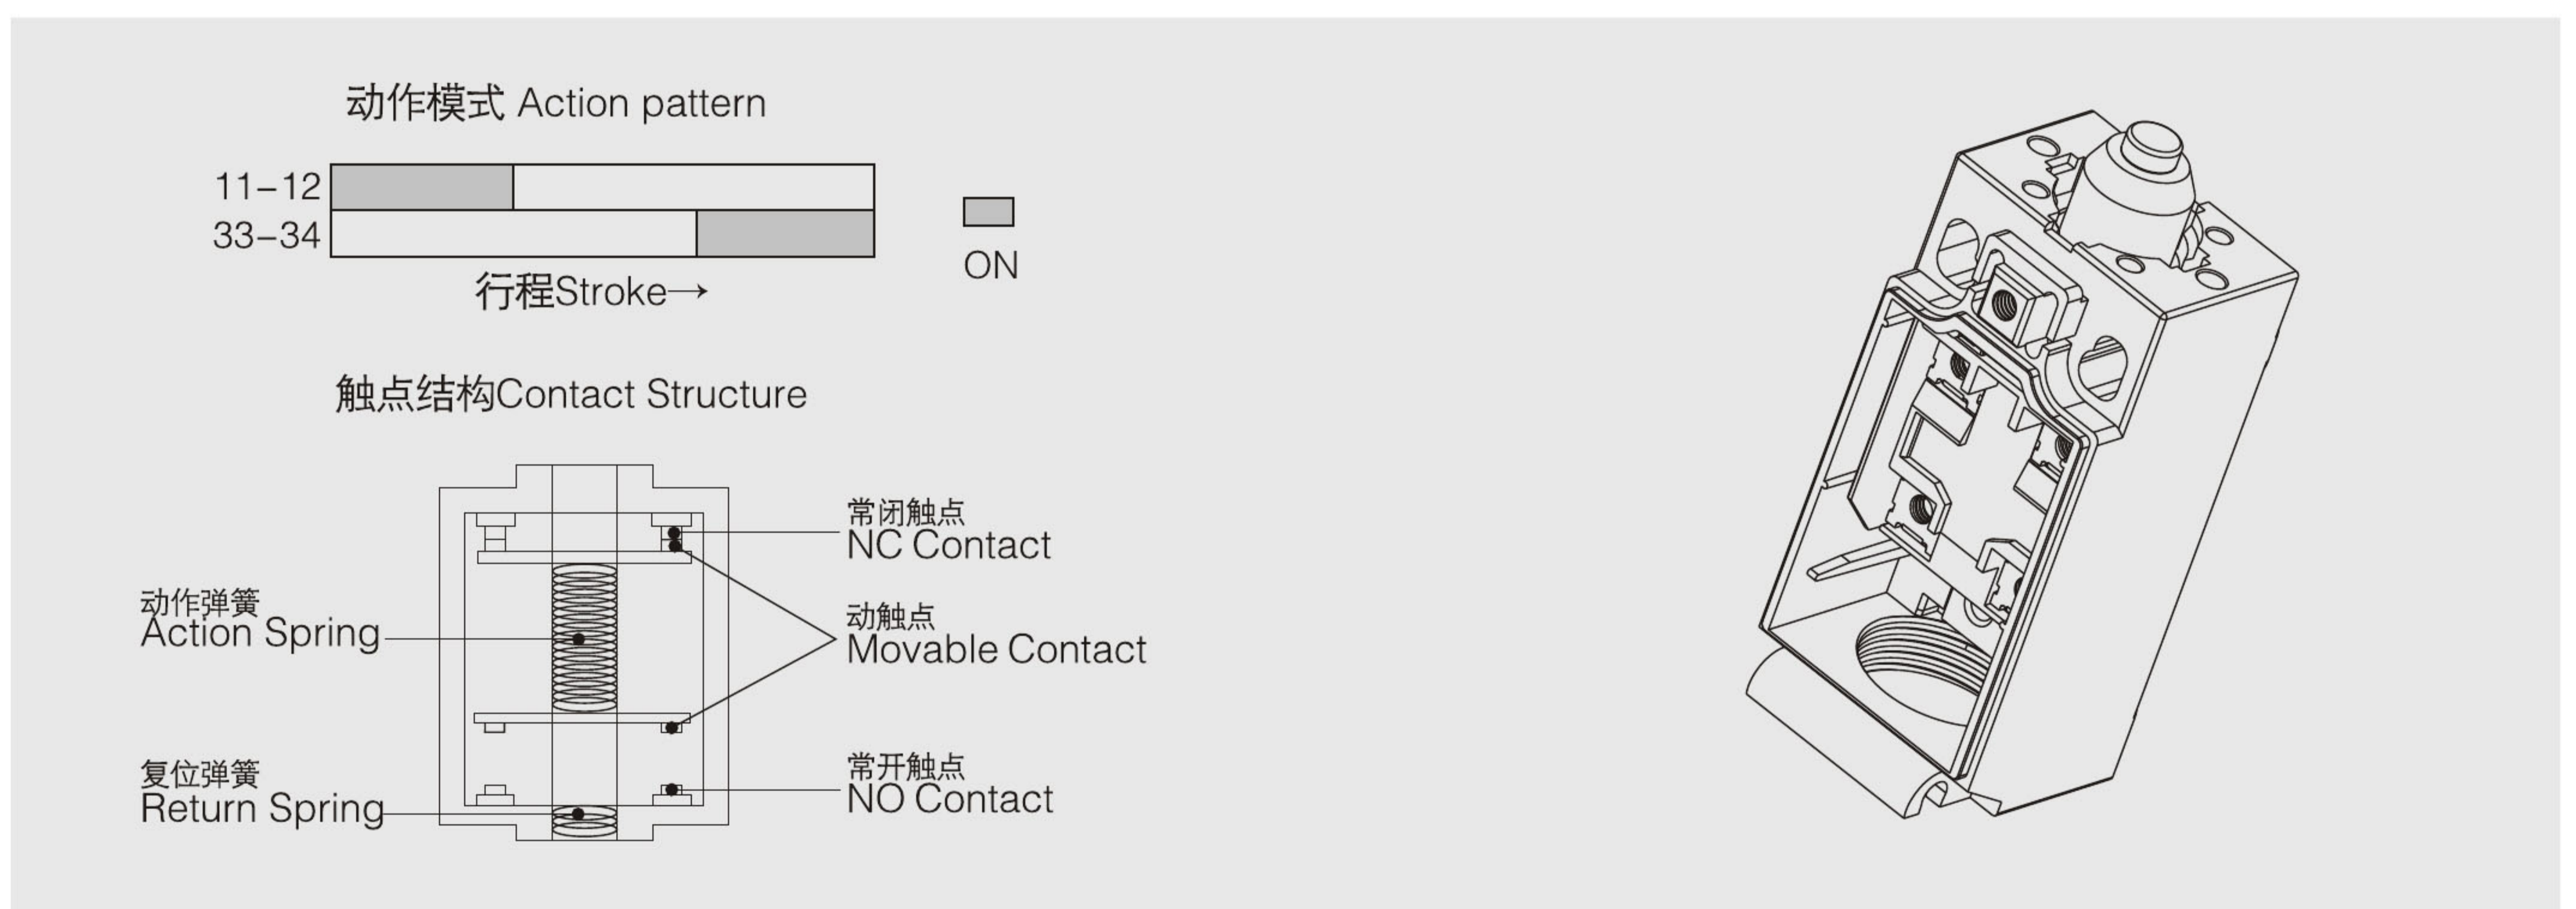 动作模式 Action pattern
11-12
33-34
ON
行程Stroke→
触点结构Contact Structure
常闭触点
NC Contact
动作弹簧
Action Spring
动触点
Movable Contact
复位弹簧
Return Spring
常开触点
NO Contact